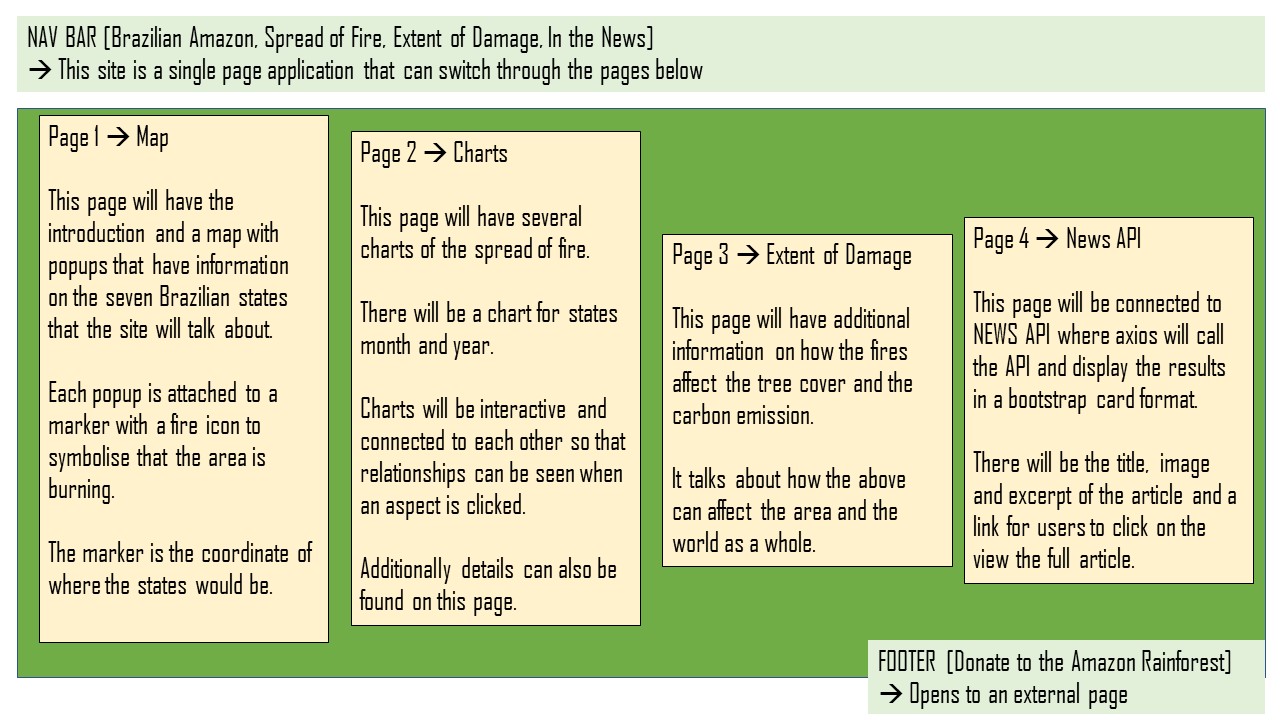 NAV BAR [Brazilian Amazon, Spread of Fire, Extent of Damage, In the News]
→ This site is a single page application that can switch through the pages below
Page 1 → Map
This page will have the
introduction and a map with
popups that have information
on the seven Brazilian states
that the site will talk about.
Each popup is attached to a
marker with a fire icon to
symbolise that the area is
burning.
The marker is the coordinate of
where the states would be.
Page 2 → Charts
This page will have several
charts of the spread of fire.
There will be a chart for states
month and year.
Charts will be interactive and
connected to each other so that
relationships can be seen when
an aspect is clicked.
Additionally details can also be
found on this page.
Page 3 → Extent of Damage
This page will have additional
information on how the fires
affect the tree cover and the
carbon emission.
It talks about how the above
can affect the area and the
world as a whole.
Page 4 → News API
This page will be connected to
NEWS API where axios will call
the API and display the results
in a bootstrap card format.
There will be the title, image
and excerpt of the article and a
link for users to click on the
view the full article.
FOOTER [Donate to the Amazon Rainforest]
→ Opens to an external page